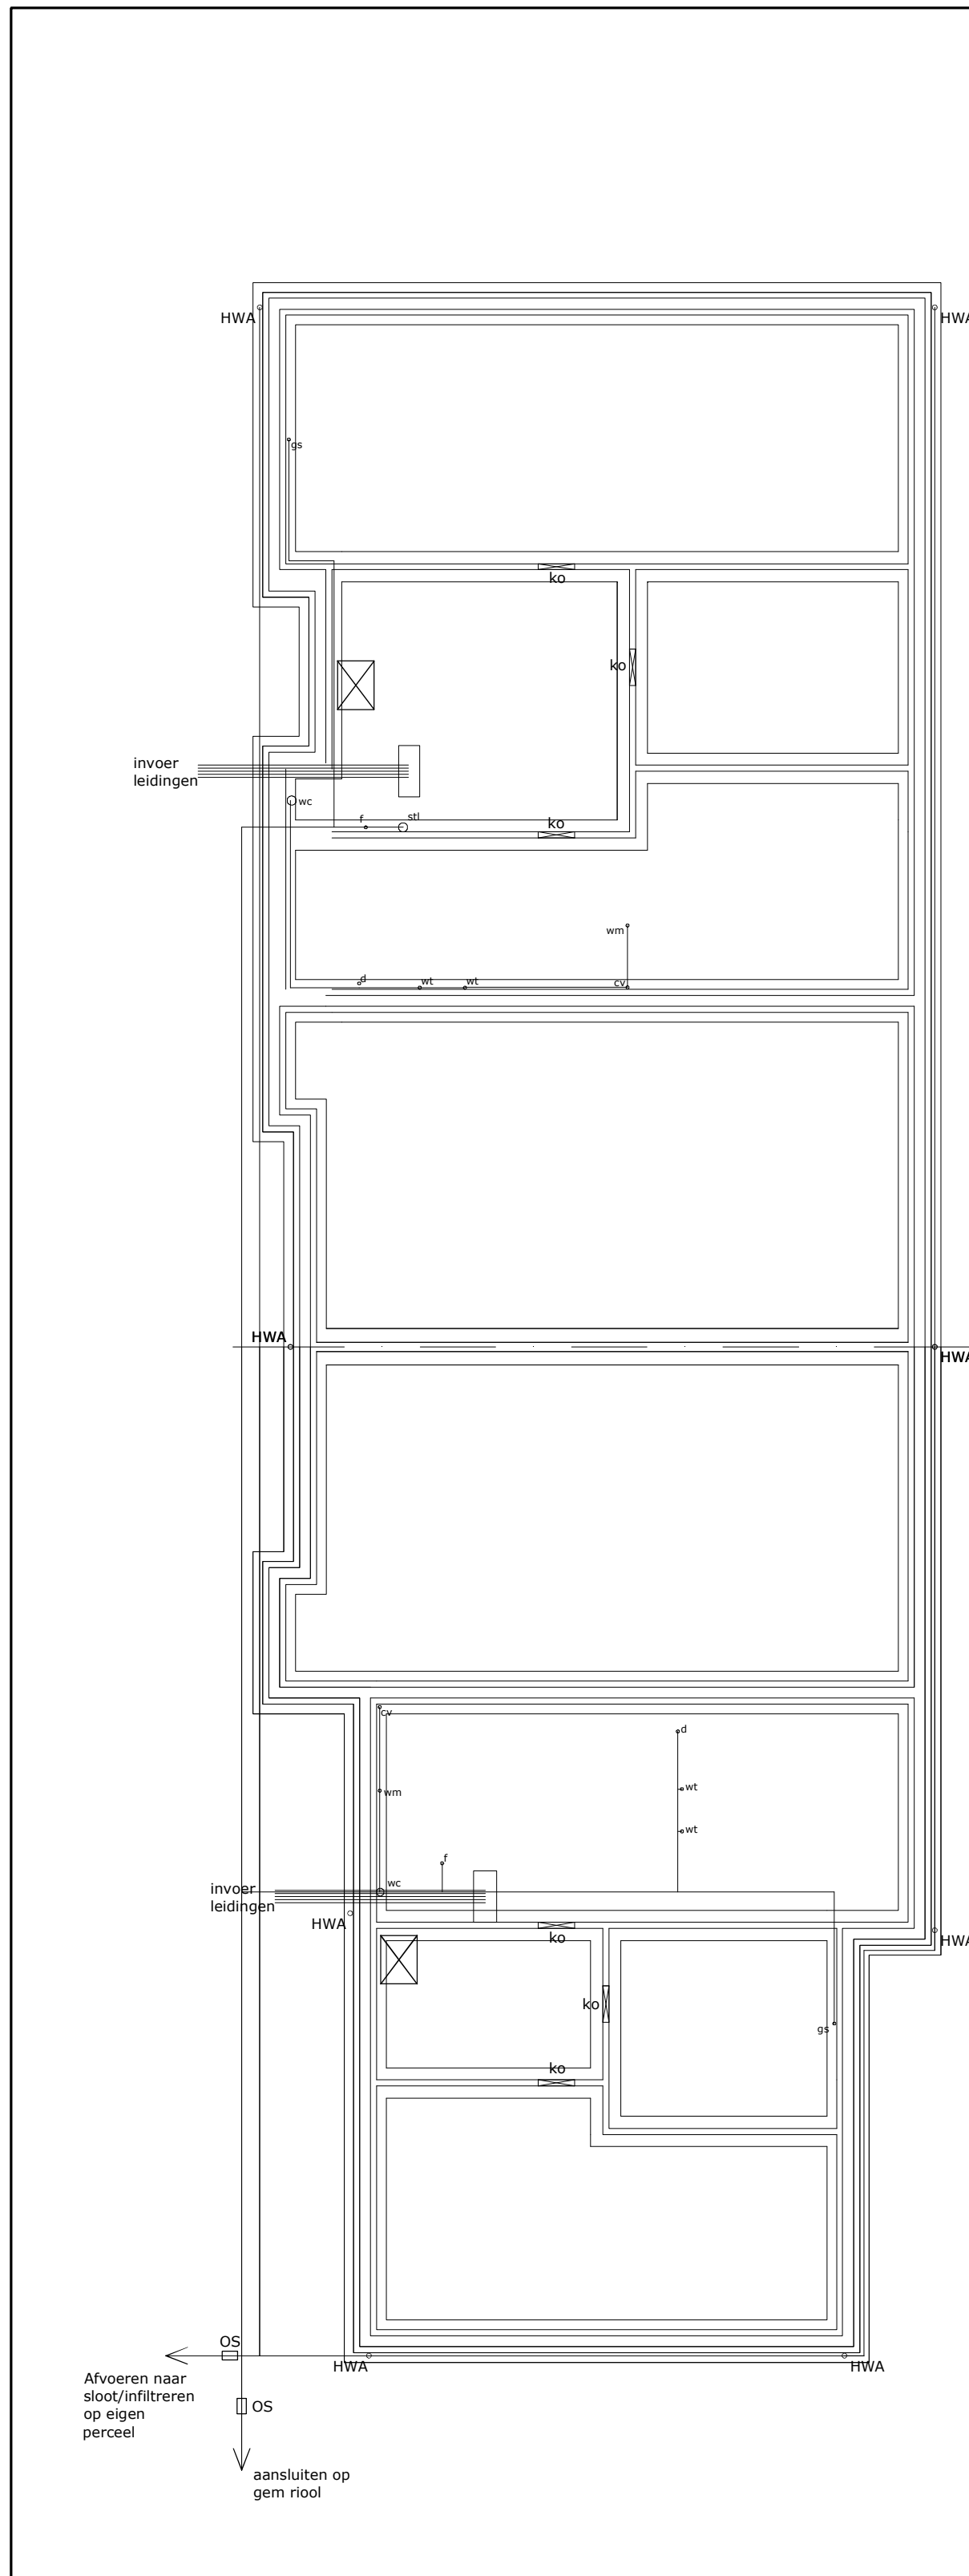 HWA
HWA
gs
ko
ko
invoer
leidingen
wc
f
stl
ko
wm
d
wt
wt
cv
HWA
HWA
cv
d
wm
wt
wt
f
wc
invoer
leidingen
HWA
ko
HWA
ko
gs
ko
OS
HWA
HWA
Afvoeren naar
sloot/infiltreren
op eigen
perceel
OS
aansluiten op
gem riool